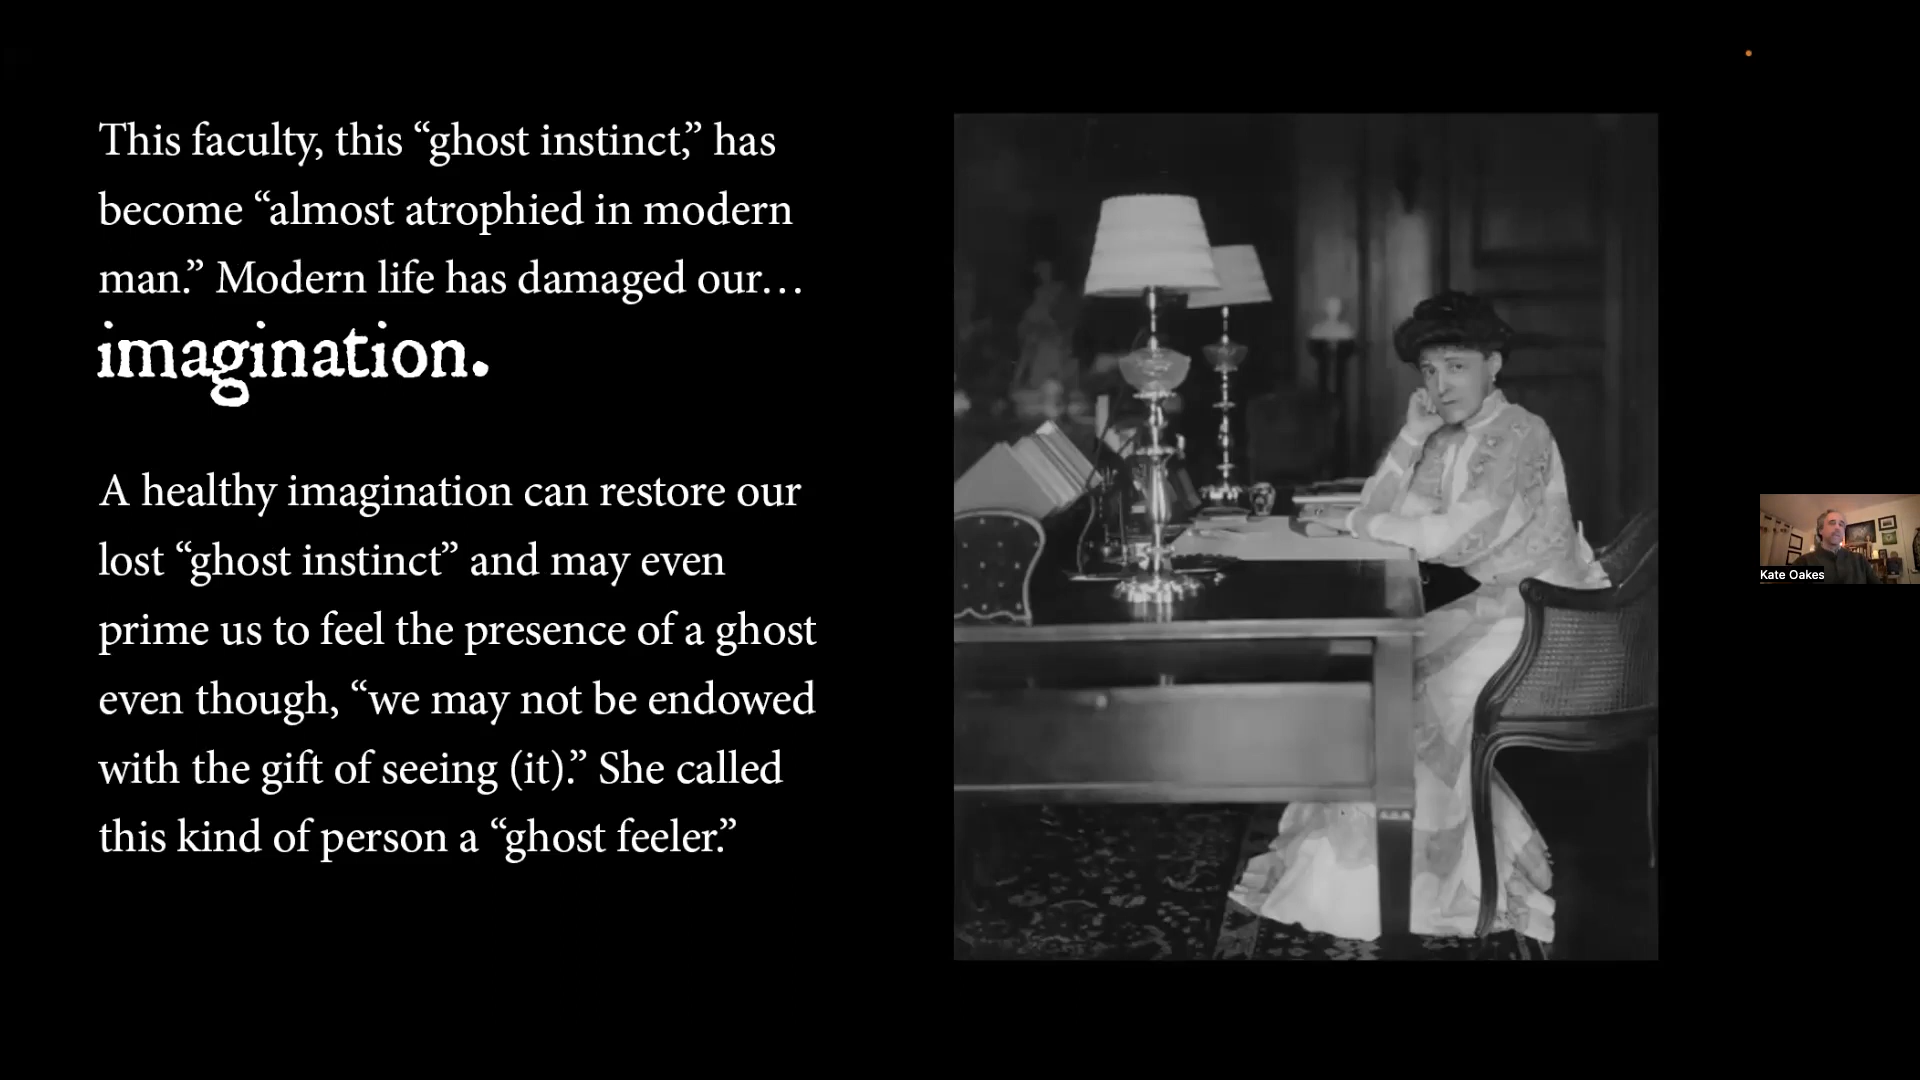 This faculty, this “ghost instinct,” has
become “almost atrophied in modern
man.” Modern life has damaged our…
imagination.
A healthy imagination can restore our
lost “ghost instinct” and may even
prime us to feel the presence of a ghost
even though, “we may not be endowed
with the gift of seeing (it).” She called
this kind of person a “ghost feeler.”
Kate Oakes